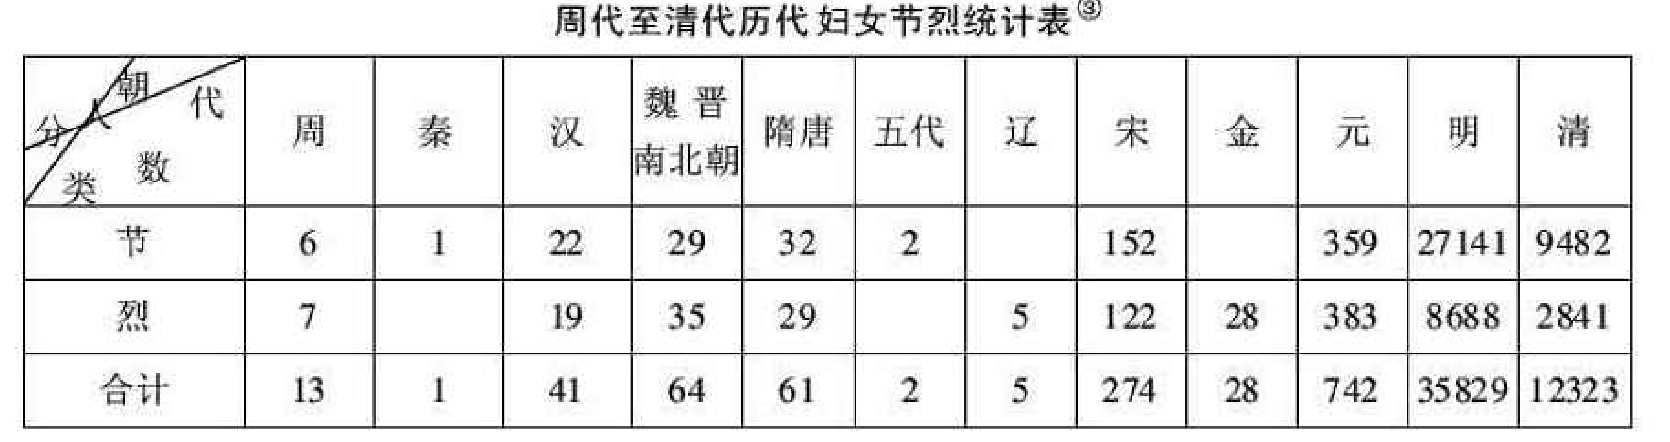 周代至清代历代妇女节烈统计表③
朝代 人数 分类 周 秦 汉 魏晋南北朝 隋唐 五代 辽 宋 金 元 明 清
节 6 1 22 29 32 2 152 359 27141 9482
烈 7 19 35 29 5 122 28 383 8688 2841
合计 13 1 41 64 61 2 5 274 28 742 35829 12323